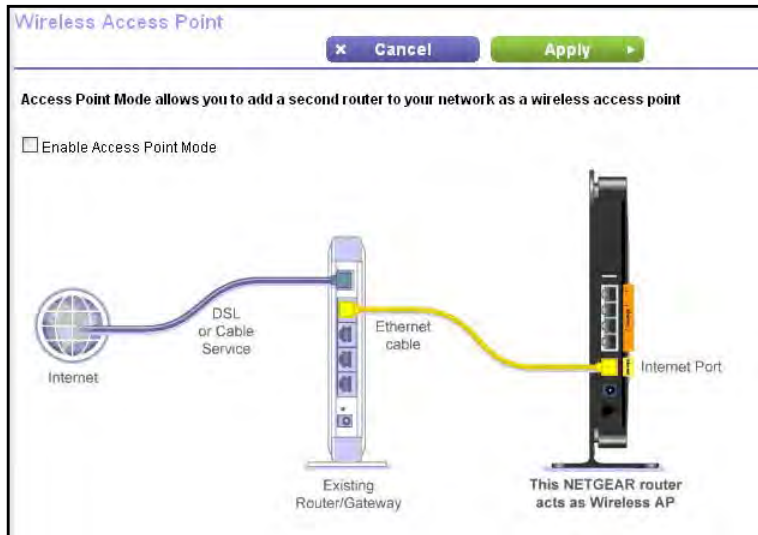 Wireless Access Point
x Cancel
Apply
Access Point Mode allows you to add a second router to your network as a wireless access point
Enable Access Point Mode
DSL
or Cable
Service
Ethernet
cable
Internet
Internet Port
Existing
Router/Gateway
This NETGEAR router
acts as Wireless AP